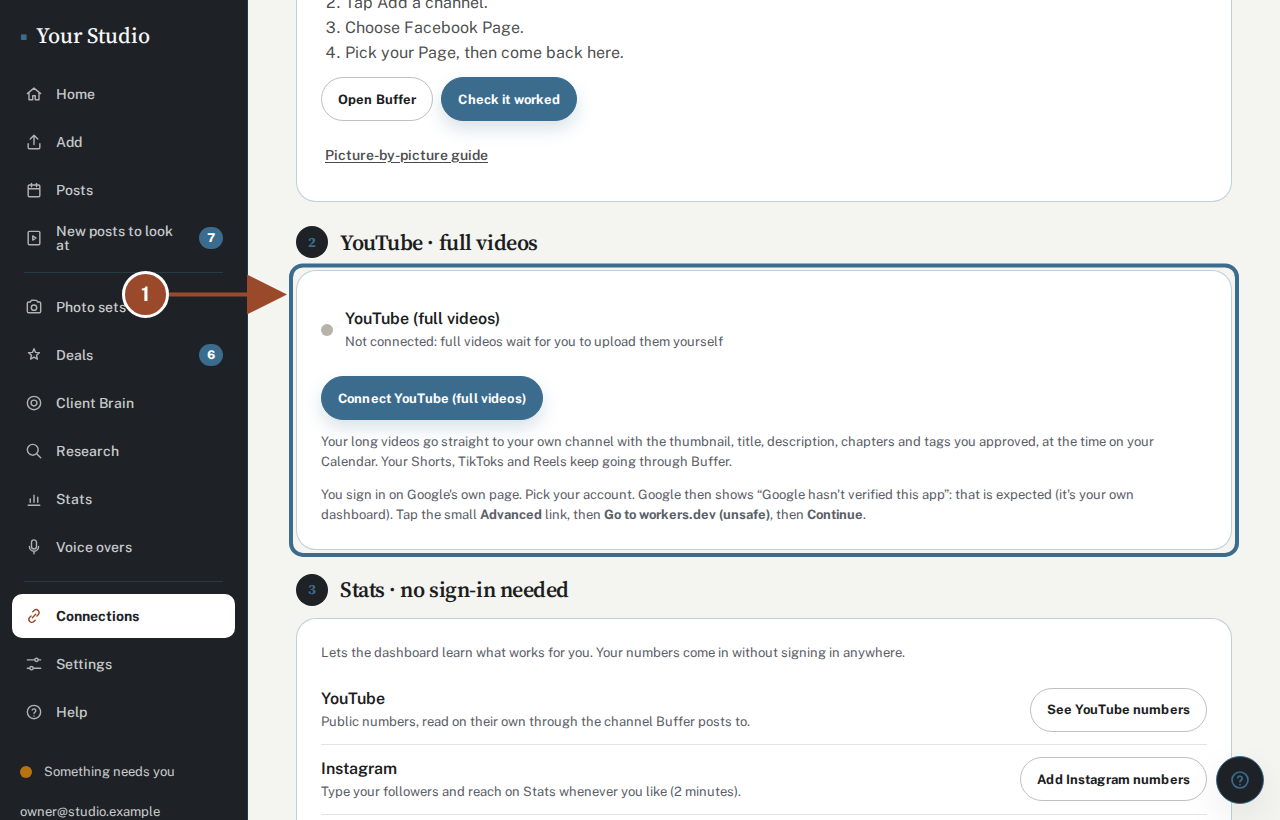 Your Studio
Home
Add
Posts
New posts to look
at
7
1
Photo sets
Deals
6
Client Brain
Research
Stats
Voice overs
Connections
Settings
Help
Something needs you
owner@studio.example
2. Tap Add a channel.
3. Choose Facebook Page.
4. Pick your Page, then come back here.
Open Buffer
Check it worked
Picture-by-picture guide
2
YouTube · full videos
YouTube (full videos)
Not connected: full videos wait for you to upload them yourself
Connect YouTube (full videos)
Your long videos go straight to your own channel with the thumbnail, title, description, chapters and tags you approved, at the time on your
Calendar. Your Shorts, TikToks and Reels keep going through Buffer.
You sign in on Google's own page. Pick your account. Google then shows “Google hasn't verified this app”: that is expected (it's your own
dashboard). Tap the small Advanced link, then Go to workers.dev (unsafe), then Continue.
3
Stats · no sign-in needed
Lets the dashboard learn what works for you. Your numbers come in without signing in anywhere.
YouTube
Public numbers, read on their own through the channel Buffer posts to.
See YouTube numbers
Instagram
Type your followers and reach on Stats whenever you like (2 minutes).
Add Instagram numbers